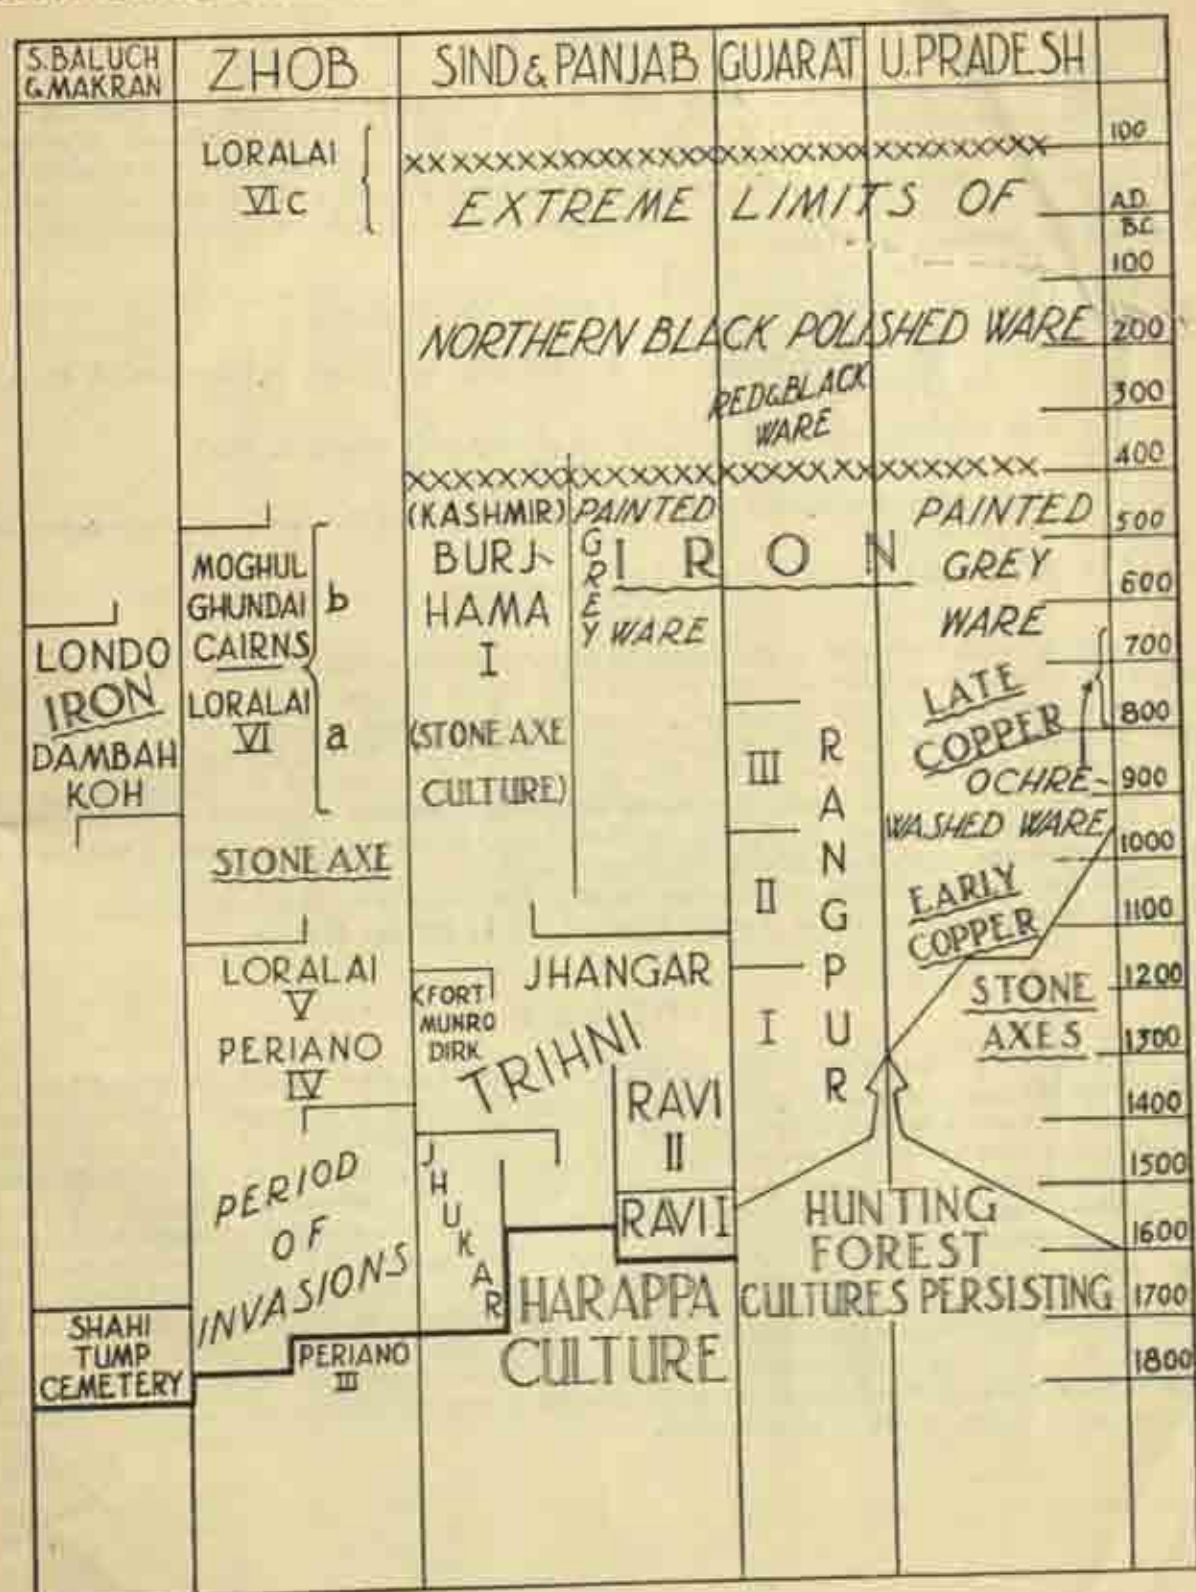 S. BALUCH
& MAKRAN
ZHOB
SIND & PANJAB
GUJARAT
U. PRADESH
LONDO
IRON
DAMBAH
KOH
SHAHI
TUMP
CEMETERY
LORALAI
VI C
MOGHUL
GHUNDAI
CAIRNS
b
LORALAI
VI
a
STONE AXE
LORALAI
V
PERIANO
IV
PERIOD
OF
INVASIONS
PERIANO
III
XXXXXXXXXXXXXXXXXXXXXXXXXXXXXX
EXTREME LIMITS OF
NORTHERN BLACK POLISHED WARE
RED & BLACK
WARE
XXXXXXXXXXXXXXXXXXXXXXXXXXXXXX
(KASHMIR)
BURJ-
HAMA
I
(STONE AXE
CULTURE)
PAINTED
GREY
WARE
IRON
JHANGAR
(FORT
MUNRO
DIRK
TRIHNI
RAVI
II
RAVI I
JHUKAR
HARAPPA
CULTURE
III
II
I
RANGPUR
PAINTED
GREY
WARE
LATE
COPPER
OCHRE-
WASHED WARE
EARLY
COPPER
STONE
AXES
HUNTING
FOREST
CULTURES PERSISTING
100
A.D.
B.C
100
200
300
400
500
600
700
800
900
1000
1100
1200
1300
1400
1500
1600
1700
1800